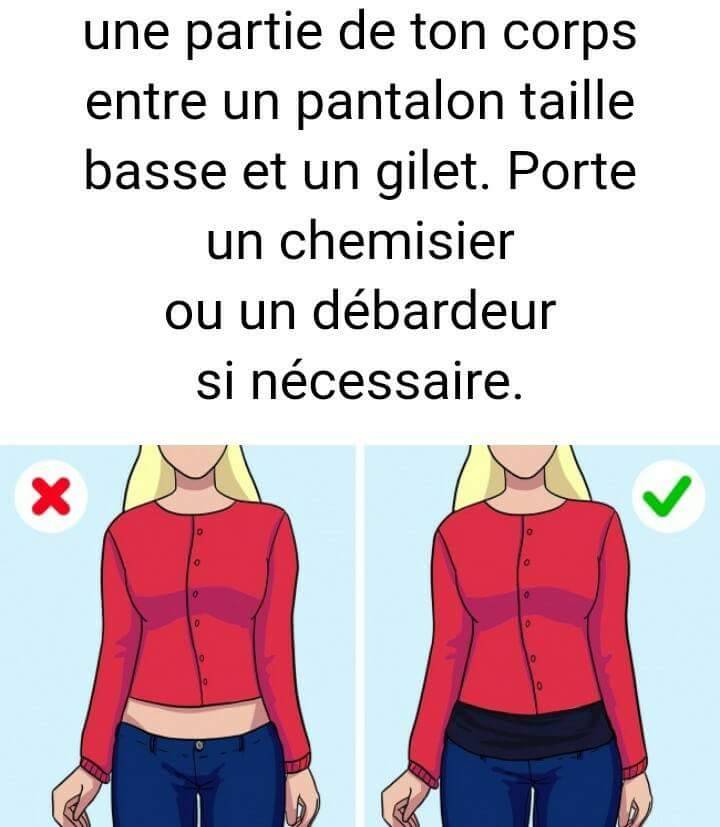 une partie de ton corps
entre un pantalon taille
basse et un gilet. Porte
un chemisier
ou un débardeur
si nécessaire.